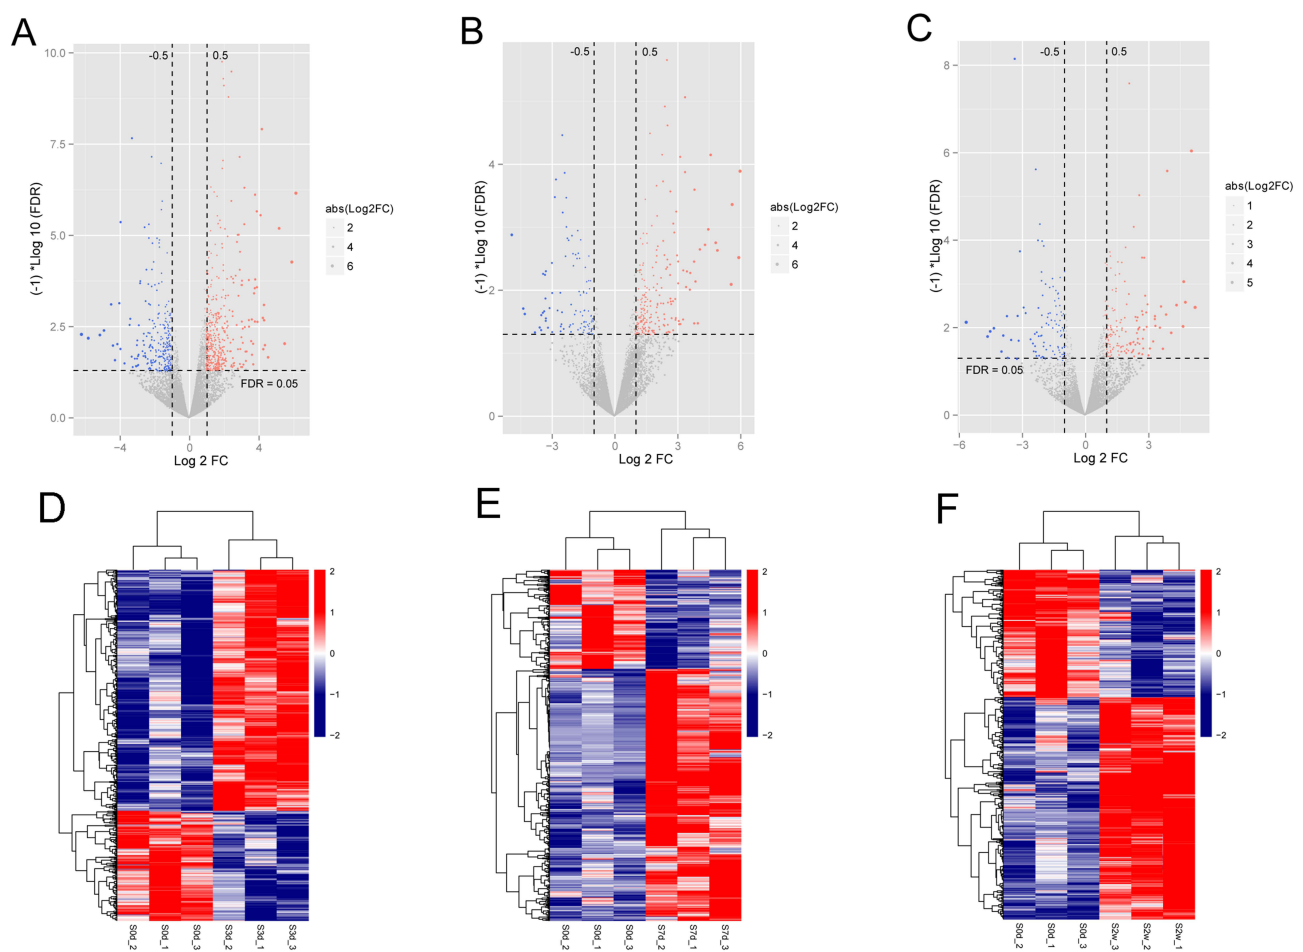 A
B
C
-0.5
0.5
10.0
7.5
5.0
2.5
0.0
(-1) *Llog 10 (FDR)
FDR = 0.05
-4
0
4
Log 2 FC
abs(Log2FC)
2
4
6
-0.5
0.5
4
2
0
(-1) *Llog 10 (FDR)
-3
0
3
6
Log 2 FC
abs(Log2FC)
2
4
6
-0.5
0.5
8
6
4
2
0
(-1) *Llog 10 (FDR)
FDR = 0.05
-6
-3
0
3
Log 2 FC
abs(Log2FC)
1
2
3
4
5
D
E
F
2
1
0
-1
-2
S0d_2
S0d_1
S0d_3
S3d_2
S3d_1
S3d_3
2
1
0
-1
-2
S0d_2
S0d_1
S0d_3
S7d_2
S7d_1
S7d_3
2
1
0
-1
-2
S0d_2
S0d_1
S0d_3
S2w_3
S2w_2
S2w_1